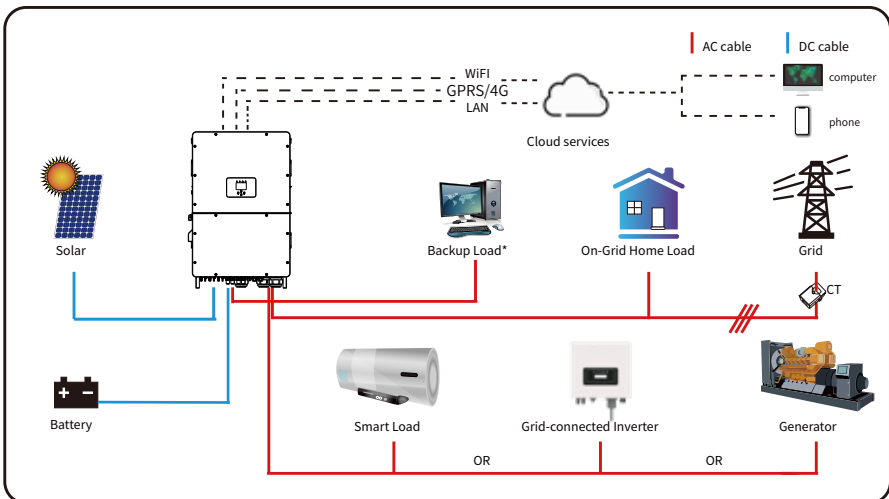 AC cable
DC cable
WiFI
GPRS/4G
LAN
computer
phone
Cloud services
Solar
Backup Load*
On-Grid Home Load
Grid
CT
Battery
Smart Load
Grid-connected Inverter
Generator
OR
OR